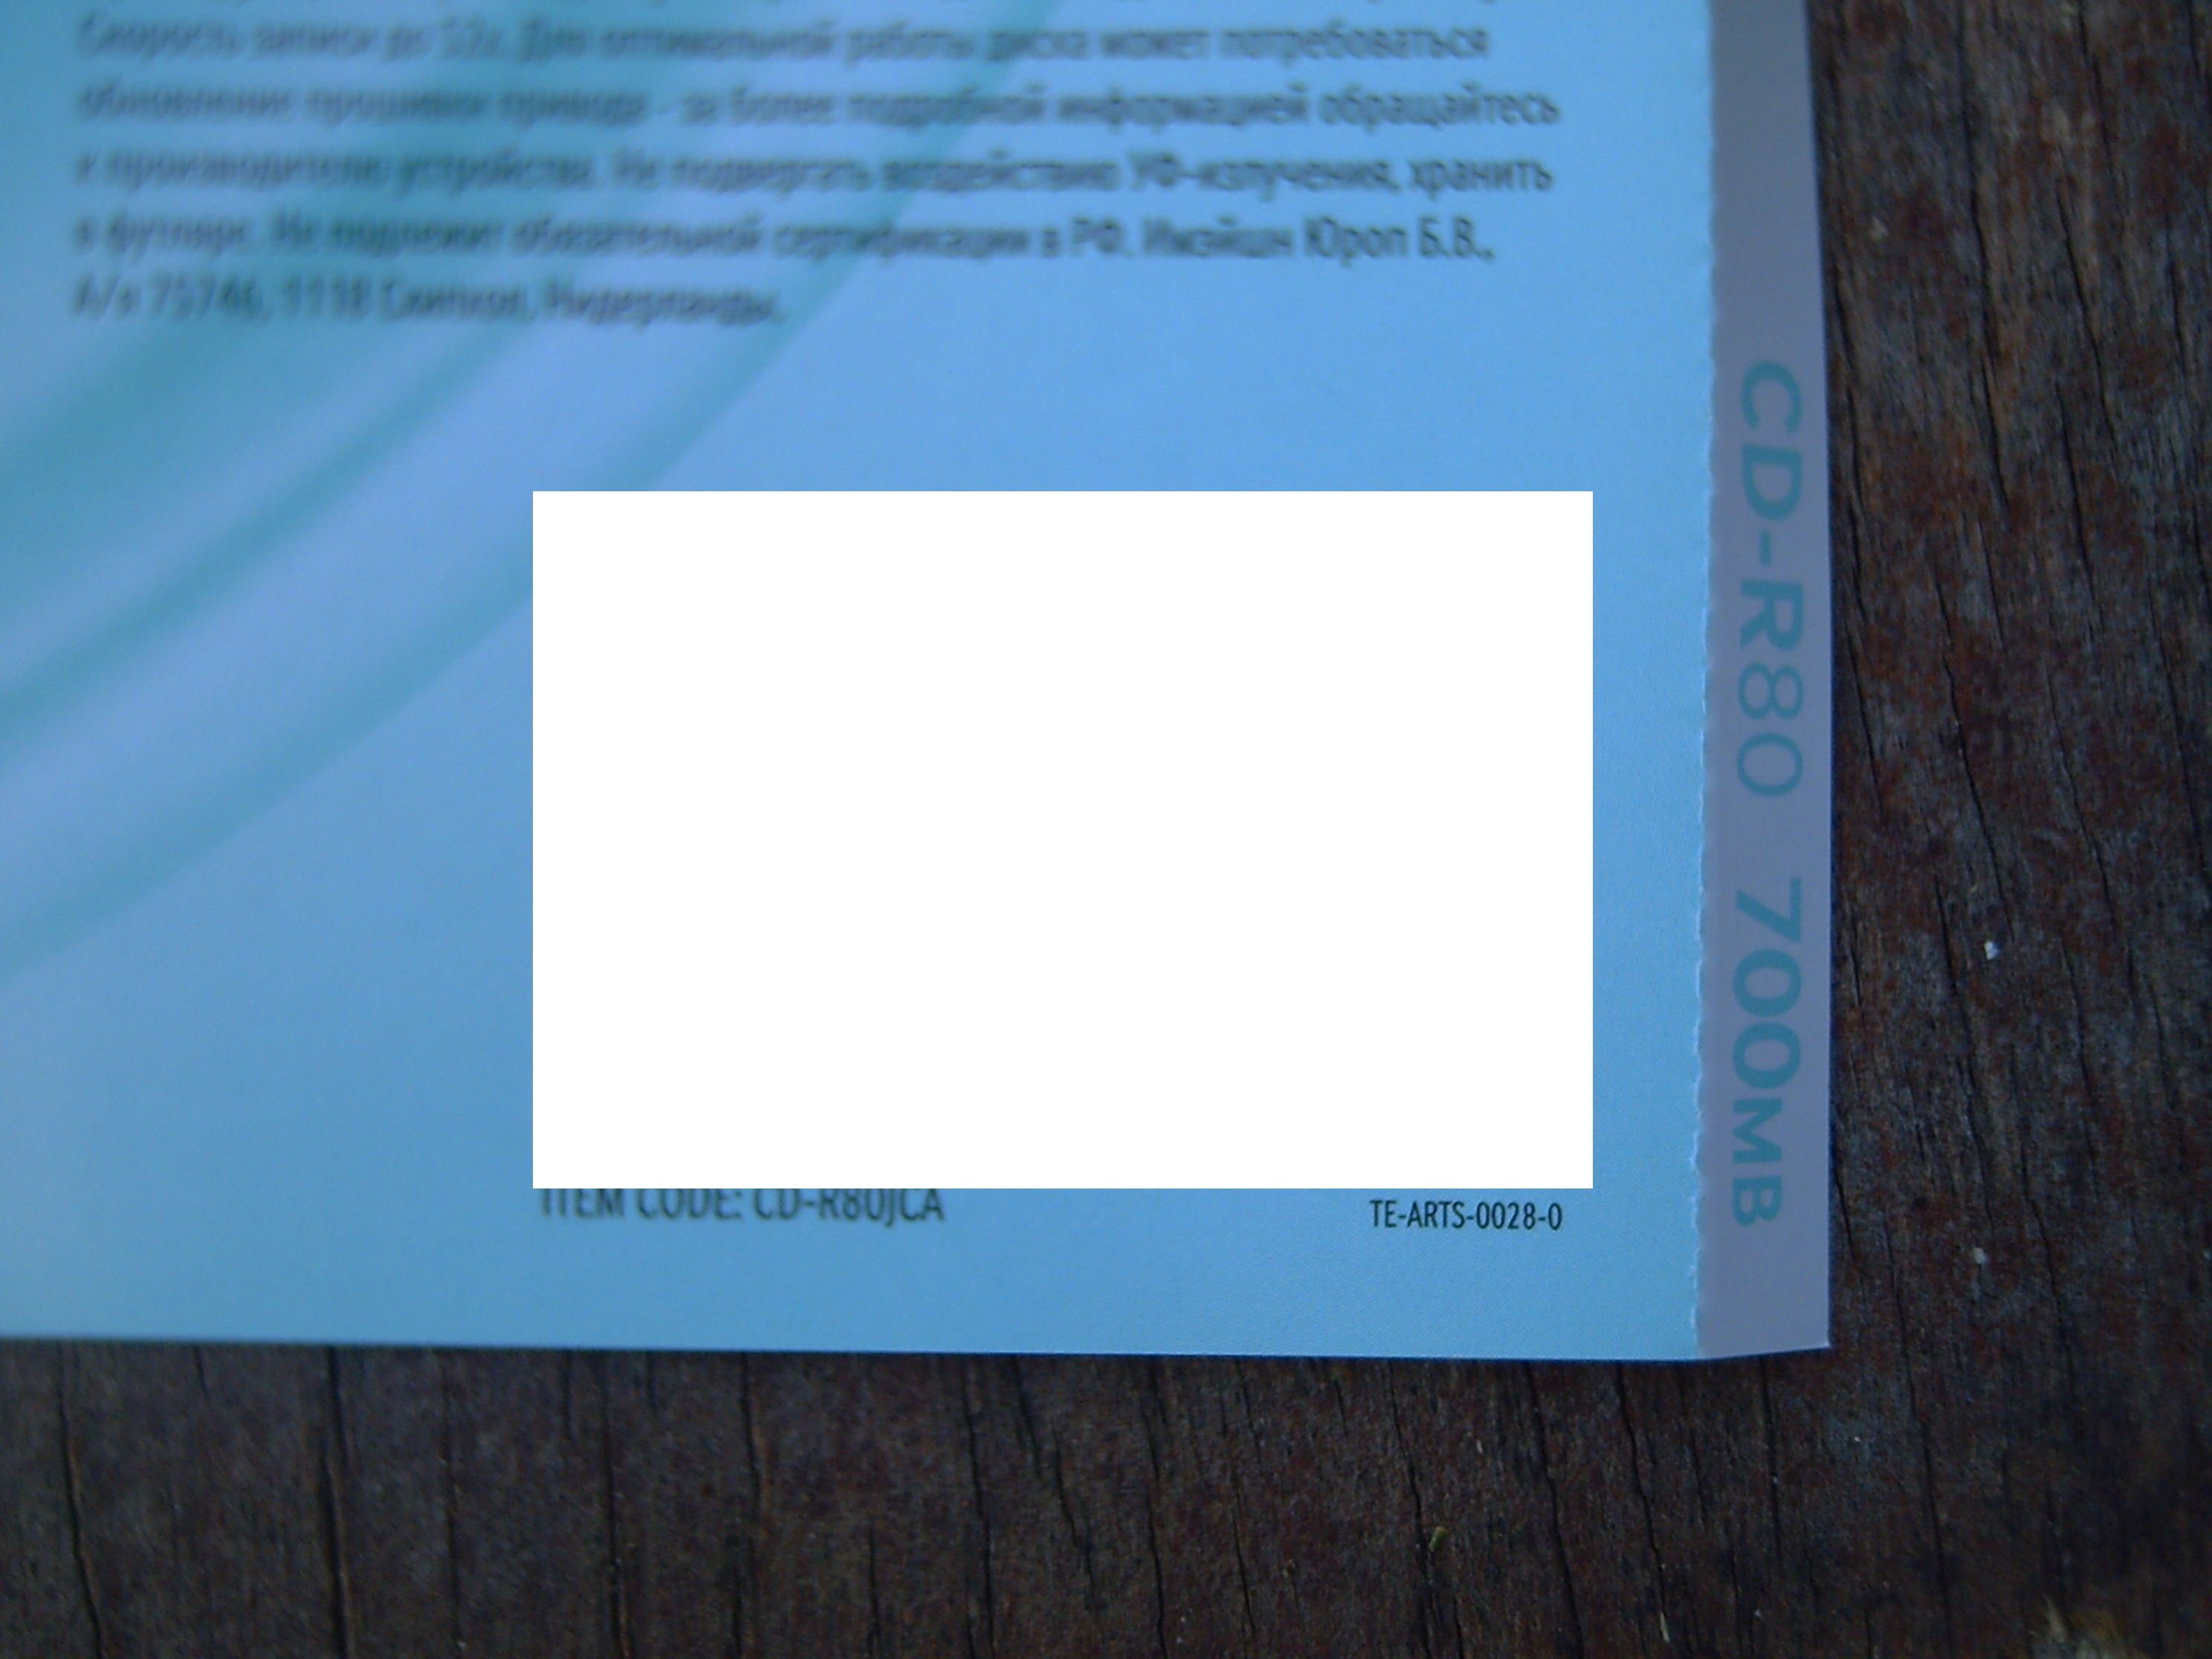 Скорость записи до 52x. Для оптимальной работы диска может потребоваться
обновление прошивки привода - за более подробной информацией обращайтесь
к производителю устройства. Не подвергать воздействию УФ-излучения, хранить
в футляре. Не подлежит обязательной сертификации в РФ. Имэйшн Юроп Б.В.,
А/я 75746, 1118 Схипхол, Нидерланды.
ITEM CODE: CD-R80JCA
TE-ARTS-0028-0
CD-R80 700MB